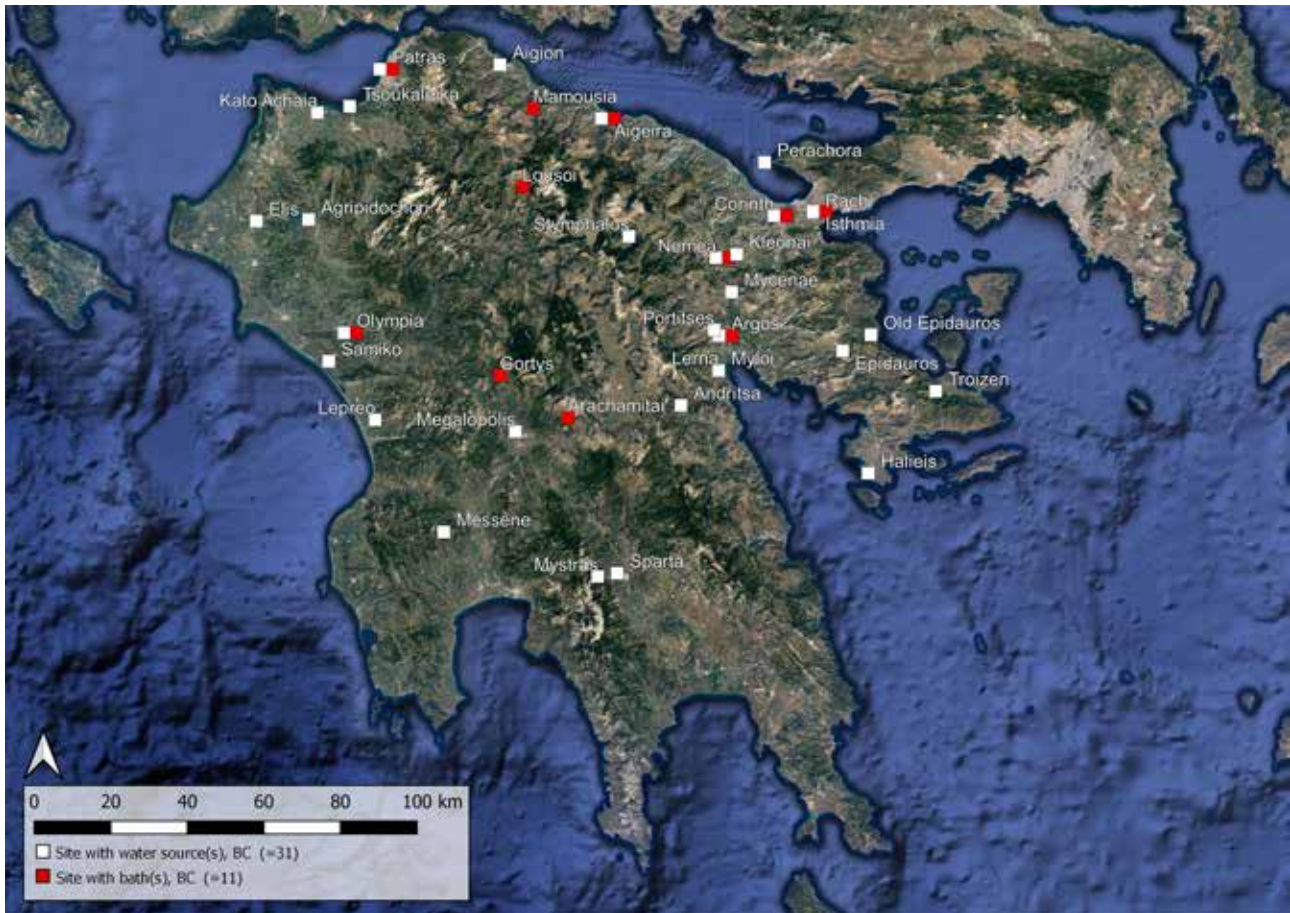 Patras
Aigion
Kato Achaia
Tsoukaleika
Mamousia
Aigeira
Perachora
Lousoi
Elis
Agripidochori
Stymphalos
Corinth
Rachi
Isthmia
Nemea
Kleonai
Mycenae
Portitses
Argos
Old Epidauros
Olympia
Samiko
Lerna
Myloi
Epidauros
Gortys
Andritsa
Troizen
Lepreo
Megalopolis
Arachamitai
Halieis
Messene
Mystras
Sparta
0 20 40 60 80 100 km
Site with water source(s), BC (=31)
Site with bath(s), BC (=11)